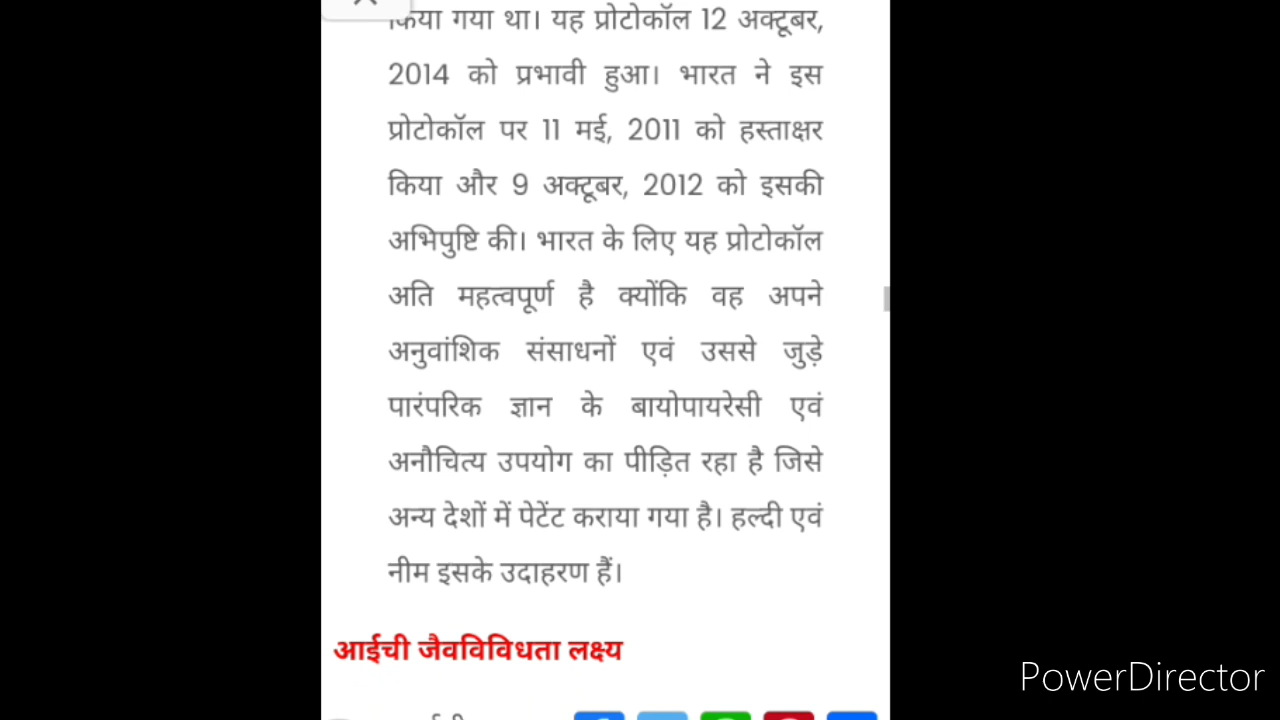 किया गया था। यह प्रोटोकॉल 12 अक्टूबर,
2014 को प्रभावी हुआ। भारत ने इस
प्रोटोकॉल पर 11 मई, 2011 को हस्ताक्षर
किया और 9 अक्टूबर, 2012 को इसकी
अभिपुष्टि की। भारत के लिए यह प्रोटोकॉल
अति महत्वपूर्ण है क्योंकि वह अपने
अनुवांशिक संसाधनों एवं उससे जुड़े
पारंपरिक ज्ञान के बायोपायरेसी एवं
अनौचित्य उपयोग का पीड़ित रहा है जिसे
अन्य देशों में पेटेंट कराया गया है। हल्दी एवं
नीम इसके उदाहरण हैं।
आईची जैवविविधता लक्ष्य
PowerDirector